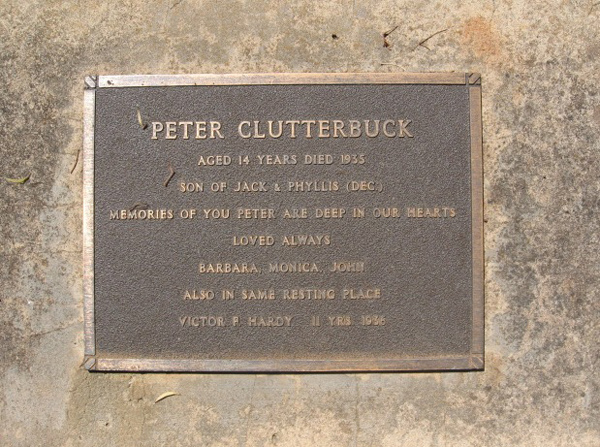 PETER CLUTTERBUCK
AGED 14 YEARS DIED 1935
SON OF JACK & PHYLLIS (DEC.)
MEMORIES OF YOU PETER ARE DEEP IN OUR HEARTS
LOVED ALWAYS
BARBARA, MONICA, JOHN
ALSO IN SAME RESTING PLACE
VICTOR F. HARDY 11 YRS 1936